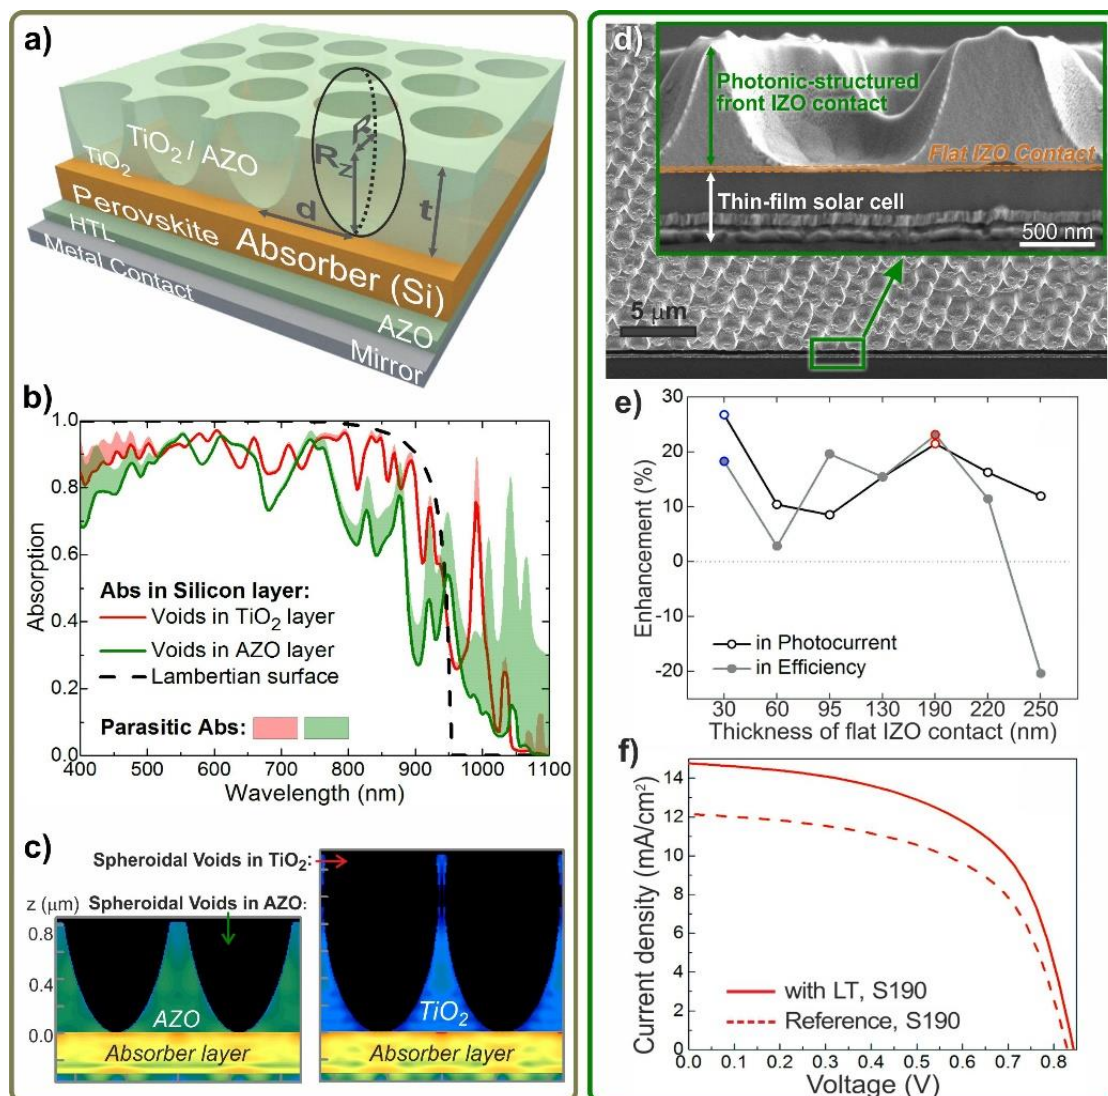 a)
TiO2 / AZO
TiO2
Rx
Rz
d
t
Perovskite Absorber (Si)
HTL
AZO
Metal Contact
Mirror
b)
Absorption
1.0
0.8
0.6
0.4
0.2
0.0
Abs in Silicon layer:
Voids in TiO2 layer
Voids in AZO layer
Lambertian surface
Parasitic Abs:
400 500 600 700 800 900 1000 1100
Wavelength (nm)
c)
Spheroidal Voids in TiO2:
z (μm)
Spheroidal Voids in AZO:
0.8
0.4
0.0
AZO
TiO2
Absorber layer
Absorber layer
d)
Photonic-structured
front IZO contact
Flat IZO Contact
Thin-film solar cell
500 nm
5 μm
e)
Enhancement (%)
30
20
10
0
-10
-20
in Photocurrent
in Efficiency
30 60 95 130 190 220 250
Thickness of flat IZO contact (nm)
f)
Current density (mA/cm²)
14
12
10
8
6
4
2
0
with LT, S190
Reference, S190
0.0 0.1 0.2 0.3 0.4 0.5 0.6 0.7 0.8
Voltage (V)